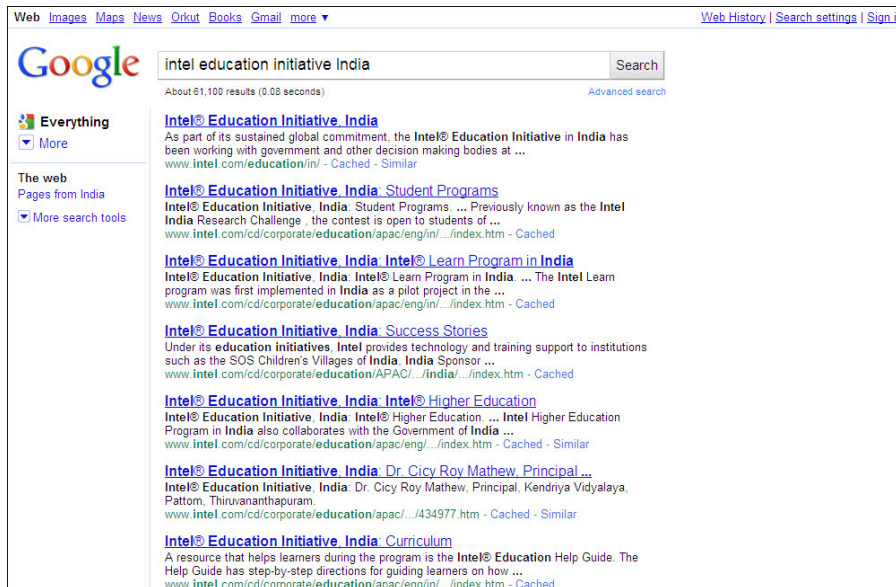 Web Images Maps News Orkut Books Gmail more ▼ Web History | Search settings | Sign i
Google
intel education initiative India Search
About 61,100 results (0.08 seconds) Advanced search
Everything
More
The web
Pages from India
More search tools
Intel® Education Initiative, India
As part of its sustained global commitment, the Intel® Education Initiative in India has
been working with government and other decision making bodies at ...
www.intel.com/education/in/ - Cached - Similar
Intel® Education Initiative, India: Student Programs
Intel® Education Initiative, India: Student Programs. ... Previously known as the Intel
India Research Challenge , the contest is open to students of ...
www.intel.com/cd/corporate/education/apac/eng/in/.../index.htm - Cached
Intel® Education Initiative, India: Intel® Learn Program in India
Intel® Education Initiative, India: Intel® Learn Program in India. ... The Intel Learn
program was first implemented in India as a pilot project in the ...
www.intel.com/cd/corporate/education/apac/eng/in/.../index.htm - Cached
Intel® Education Initiative, India: Success Stories
Under its education initiatives, Intel provides technology and training support to institutions
such as the SOS Children's Villages of India, India Sponsor ...
www.intel.com/cd/corporate/education/APAC/.../india/.../index.htm - Cached
Intel® Education Initiative, India: Intel® Higher Education
Intel® Education Initiative, India: Intel® Higher Education. ... Intel Higher Education
Program in India also collaborates with the Government of India ...
www.intel.com/cd/corporate/education/apac/eng/.../index.htm - Cached - Similar
Intel® Education Initiative, India: Dr. Cicy Roy Mathew, Principal ...
Intel® Education Initiative, India: Dr. Cicy Roy Mathew, Principal, Kendriya Vidyalaya,
Pattom, Thiruvananthapuram.
www.intel.com/cd/corporate/education/apac/.../434977.htm - Cached - Similar
Intel® Education Initiative, India: Curriculum
A resource that helps learners during the program is the Intel® Education Help Guide. The
Help Guide has step-by-step directions for guiding learners on how ...
www.intel.com/cd/corporate/education/apac/eng/in/.../index.htm - Cached